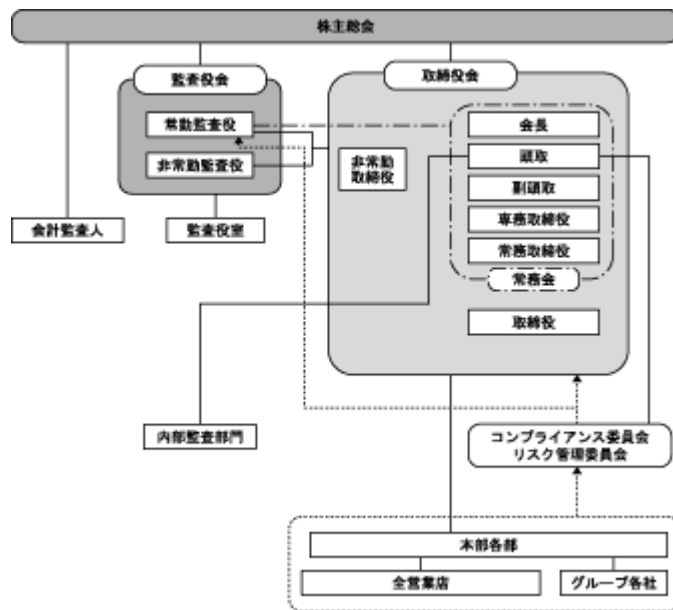 株主総会
監査役会
取締役会
常勤監査役
会長
非常勤
取締役
頭取
非常勤監査役
副頭取
会計監査人
監査役室
専務取締役
常務取締役
常務会
取締役
内部監査部門
コンプライアンス委員会
リスク管理委員会
本部各部
全営業店
グループ各社